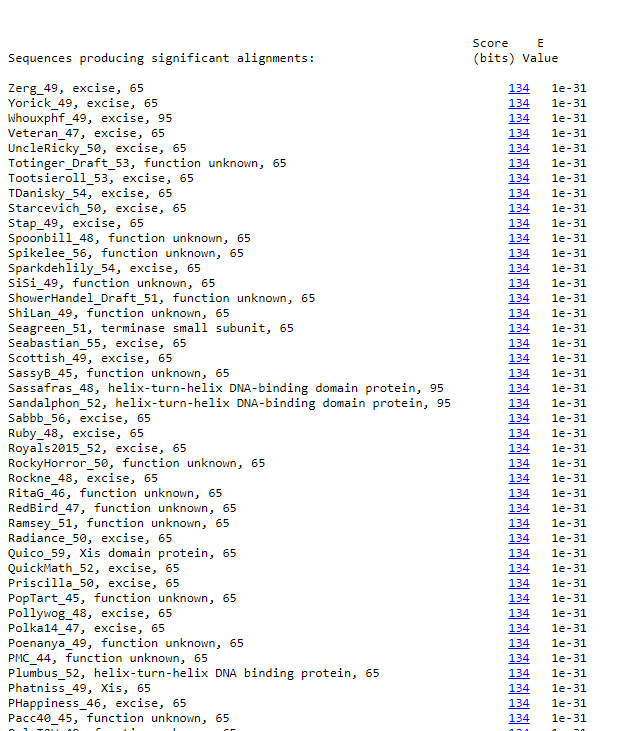 Score E
Sequences producing significant alignments: (bits) Value
Zerg_49, excise, 65 134 1e-31
Yorick_49, excise, 65 134 1e-31
Whouxphf_49, excise, 95 134 1e-31
Veteran_47, excise, 65 134 1e-31
UncleRicky_50, excise, 65 134 1e-31
Totinger_Draft_53, function unknown, 65 134 1e-31
Tootsieroll_53, excise, 65 134 1e-31
TDanisky_54, excise, 65 134 1e-31
Starcevich_50, excise, 65 134 1e-31
Stap_49, excise, 65 134 1e-31
Spoonbill_48, function unknown, 65 134 1e-31
Spikelee_56, function unknown, 65 134 1e-31
Sparkdehlily_54, excise, 65 134 1e-31
SiSi_49, function unknown, 65 134 1e-31
ShowerHandel_Draft_51, function unknown, 65 134 1e-31
ShiLan_49, function unknown, 65 134 1e-31
Seagreen_51, terminase small subunit, 65 134 1e-31
Seabastian_55, excise, 65 134 1e-31
Scottish_49, excise, 65 134 1e-31
SassyB_45, function unknown, 65 134 1e-31
Sassafras_48, helix-turn-helix DNA-binding domain protein, 95 134 1e-31
Sandalphon_52, helix-turn-helix DNA-binding domain protein, 95 134 1e-31
Sabbb_56, excise, 65 134 1e-31
Ruby_48, excise, 65 134 1e-31
Royals2015_52, excise, 65 134 1e-31
RockyHorror_50, function unknown, 65 134 1e-31
Rockne_48, excise, 65 134 1e-31
RitaG_46, function unknown, 65 134 1e-31
RedBird_47, function unknown, 65 134 1e-31
Ramsey_51, function unknown, 65 134 1e-31
Radiance_50, excise, 65 134 1e-31
Quico_59, Xis domain protein, 65 134 1e-31
QuickMath_52, excise, 65 134 1e-31
Priscilla_50, excise, 65 134 1e-31
PopTart_45, function unknown, 65 134 1e-31
Pollywog_48, excise, 65 134 1e-31
Polka14_47, excise, 65 134 1e-31
Poenanya_49, function unknown, 65 134 1e-31
PMC_44, function unknown, 65 134 1e-31
Plumbus_52, helix-turn-helix DNA binding protein, 65 134 1e-31
Phatniss_49, Xis, 65 134 1e-31
PHappiness_46, excise, 65 134 1e-31
Pacc40_45, function unknown, 65 134 1e-31